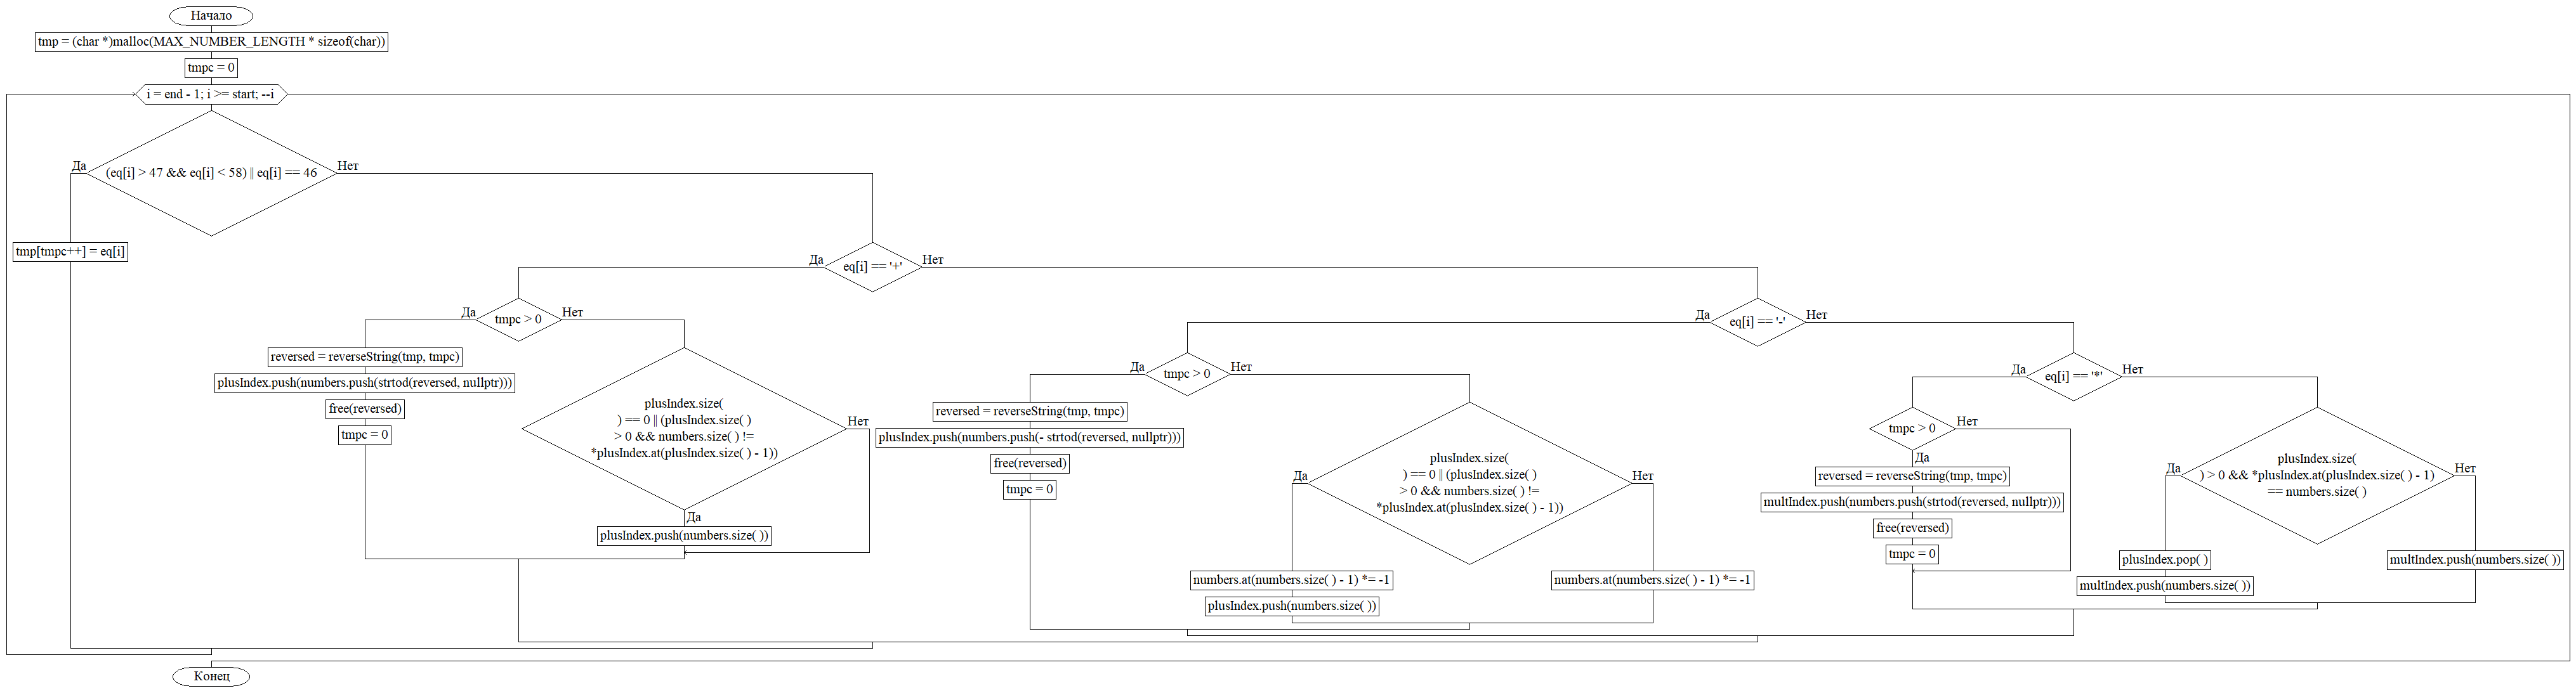 Начало
tmp = (char *)malloc(MAX_NUMBER_LENGTH * sizeof(char))
tmpc = 0
i = end - 1; i >= start; --i
Да
(eq[i] > 47 && eq[i] < 58) || eq[i] == 46
Нет
tmp[tmpc++] = eq[i]
Да
eq[i] == '+'
Нет
Да
tmpc > 0
Нет
reversed = reverseString(tmp, tmpc)
plusIndex.push(numbers.push(strtod(reversed, nullptr)))
free(reversed)
tmpc = 0
plusIndex.size(
) == 0 || (plusIndex.size( )
> 0 && numbers.size( ) !=
*plusIndex.at(plusIndex.size( ) - 1))
Нет
Да
plusIndex.push(numbers.size( ))
Да
eq[i] == '-'
Нет
Да
tmpc > 0
Нет
reversed = reverseString(tmp, tmpc)
plusIndex.push(numbers.push(- strtod(reversed, nullptr)))
free(reversed)
tmpc = 0
plusIndex.size(
) == 0 || (plusIndex.size( )
> 0 && numbers.size( ) !=
*plusIndex.at(plusIndex.size( ) - 1))
Да
Нет
numbers.at(numbers.size( ) - 1) *= -1
plusIndex.push(numbers.size( ))
numbers.at(numbers.size( ) - 1) *= -1
Да
eq[i] == '*'
Нет
tmpc > 0
Нет
Да
reversed = reverseString(tmp, tmpc)
multIndex.push(numbers.push(strtod(reversed, nullptr)))
free(reversed)
tmpc = 0
plusIndex.size(
) > 0 && *plusIndex.at(plusIndex.size( ) - 1)
== numbers.size( )
Да
Нет
plusIndex.pop( )
multIndex.push(numbers.size( ))
multIndex.push(numbers.size( ))
Конец